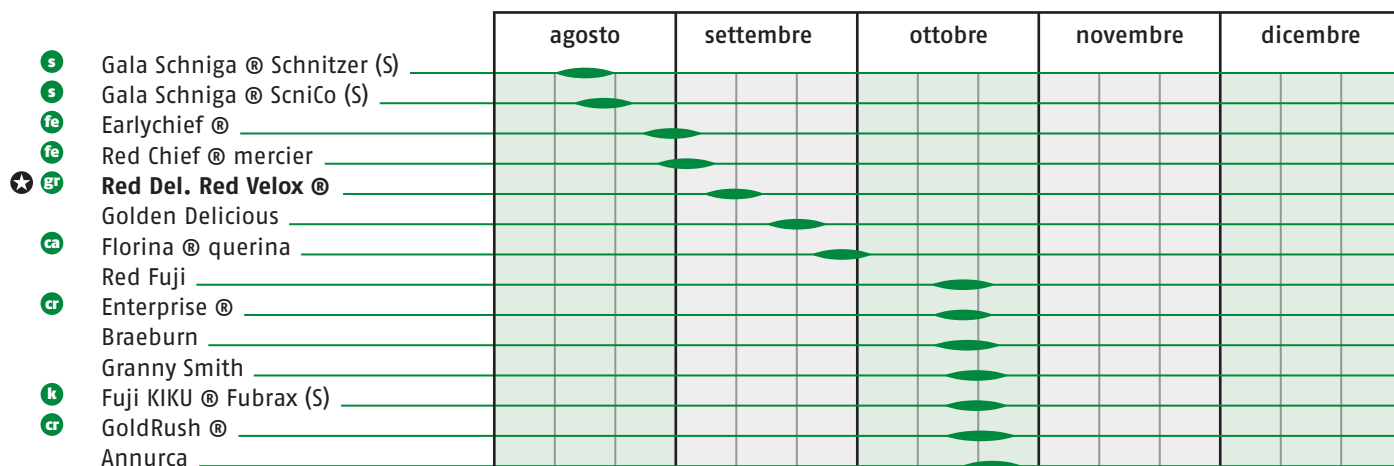 agosto settembre ottobre novembre dicembre
s Gala Schniga ® Schnitzer (S)
s Gala Schniga ® ScniCo (S)
fe Earlychief ®
fe Red Chief ® mercier
gr Red Del. Red Velox ®
Golden Delicious
ca Florina ® querina
Red Fuji
cr Enterprise ®
Braeburn
Granny Smith
k Fuji KIKU ® Fubrax (S)
cr GoldRush ®
Annurca